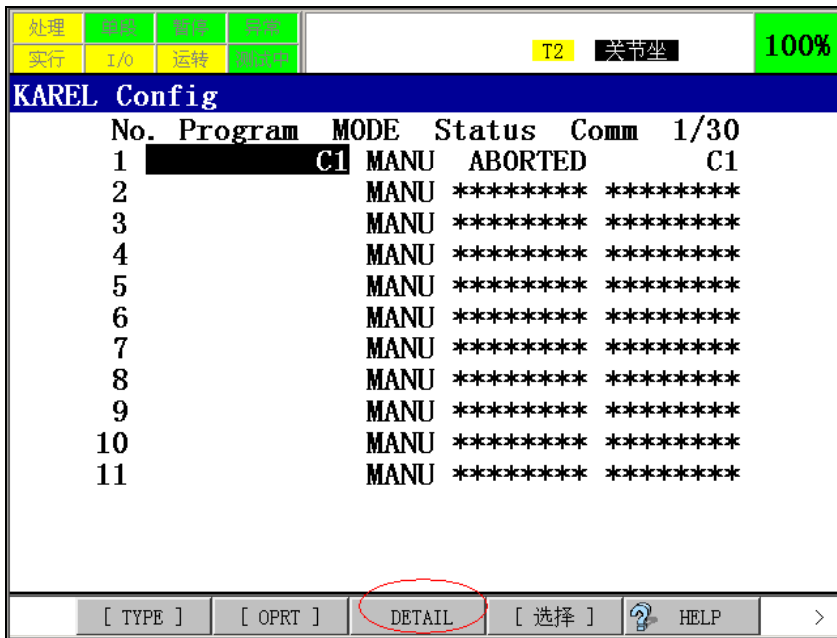 处理 单段 暂停 异常
实行 I/O 运转 测试中 T2 关节坐 100%
KAREL Config
No. Program MODE Status Comm 1/30
1 C1 MANU ABORTED C1
2 MANU ******** ********
3 MANU ******** ********
4 MANU ******** ********
5 MANU ******** ********
6 MANU ******** ********
7 MANU ******** ********
8 MANU ******** ********
9 MANU ******** ********
10 MANU ******** ********
11 MANU ******** ********
[ TYPE ] [ OPRT ] DETAIL [ 选择 ] HELP >